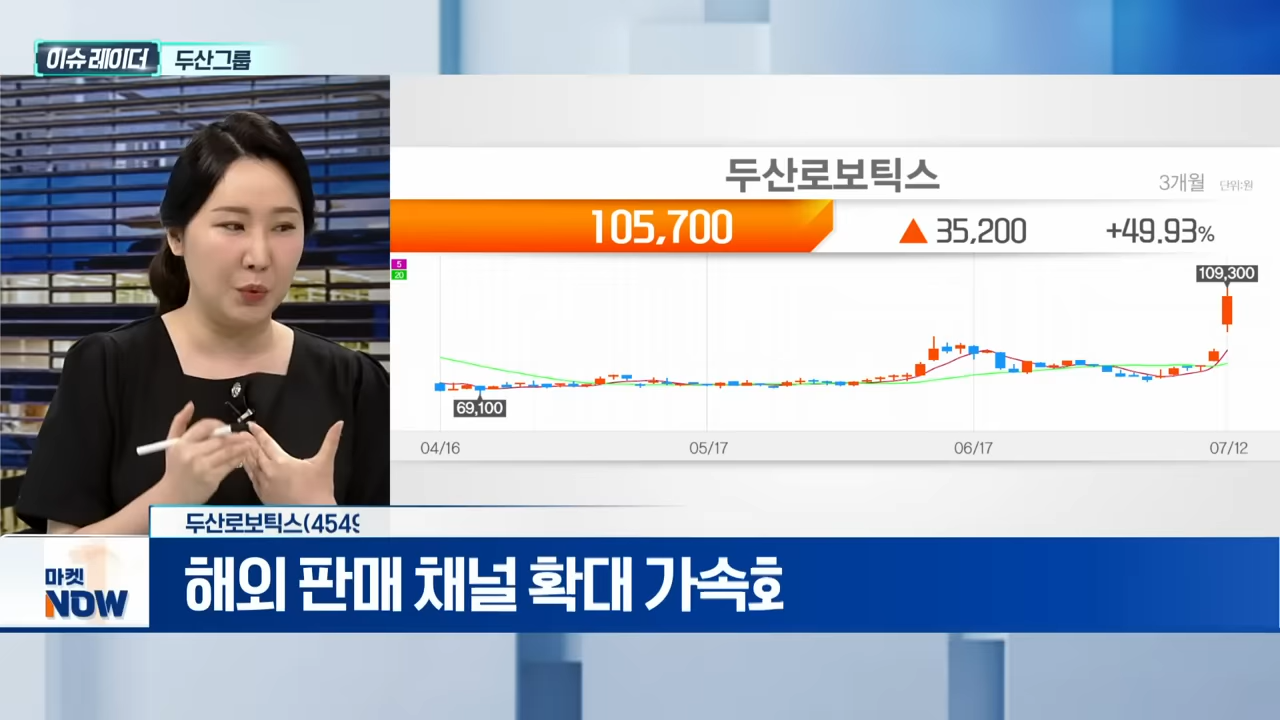 이슈 레이더 두산그룹
두산로보틱스
3개월 단위:원
105,700 ▲ 35,200 +49.93%
5
20
109,300
69,100
04/16 05/17 06/17 07/12
두산로보틱스(454
마켓
NOW
해외 판매 채널 확대 가속